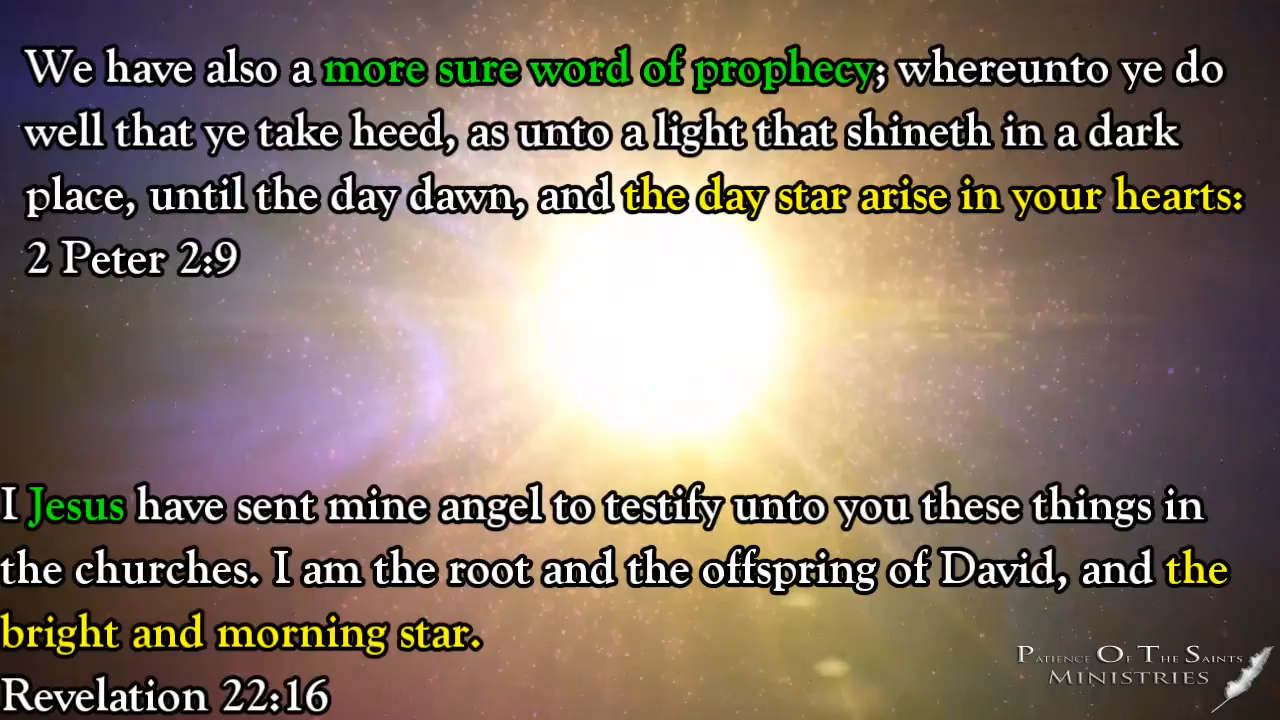 We have also a more sure word of prophecy; whereunto ye do
well that ye take heed, as unto a light that shineth in a dark
place, until the day dawn, and the day star arise in your hearts:
2 Peter 2:9
I Jesus have sent mine angel to testify unto you these things in
the churches. I am the root and the offspring of David, and the
bright and morning star.
Revelation 22:16
Patience Of The Saints
Ministries